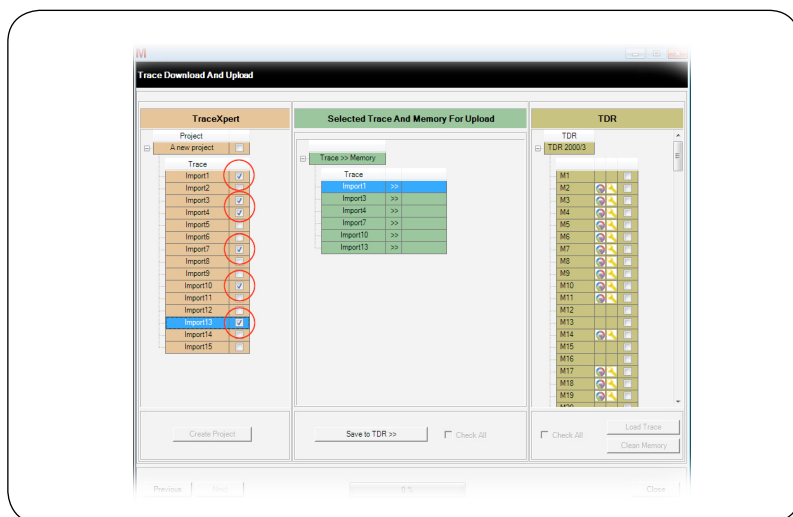 M
Trace Download And Upload
TraceXpert
Project
A new project
Trace
Import1
Import2
Import3
Import4
Import5
Import6
Import7
Import8
Import9
Import10
Import11
Import12
Import13
Import14
Import15
Create Project
Selected Trace And Memory For Upload
Trace >> Memory
Trace
Import1 >>
Import3 >>
Import4 >>
Import7 >>
Import10 >>
Import13 >>
Save to TDR >>
Check All
TDR
TDR
TDR 2000/3
M1
M2
M3
M4
M5
M6
M7
M8
M9
M10
M11
M12
M13
M14
M15
M16
M17
M18
M19
M20
Check All
Load Trace
Clean Memory
Previous
Next
0 %
Close